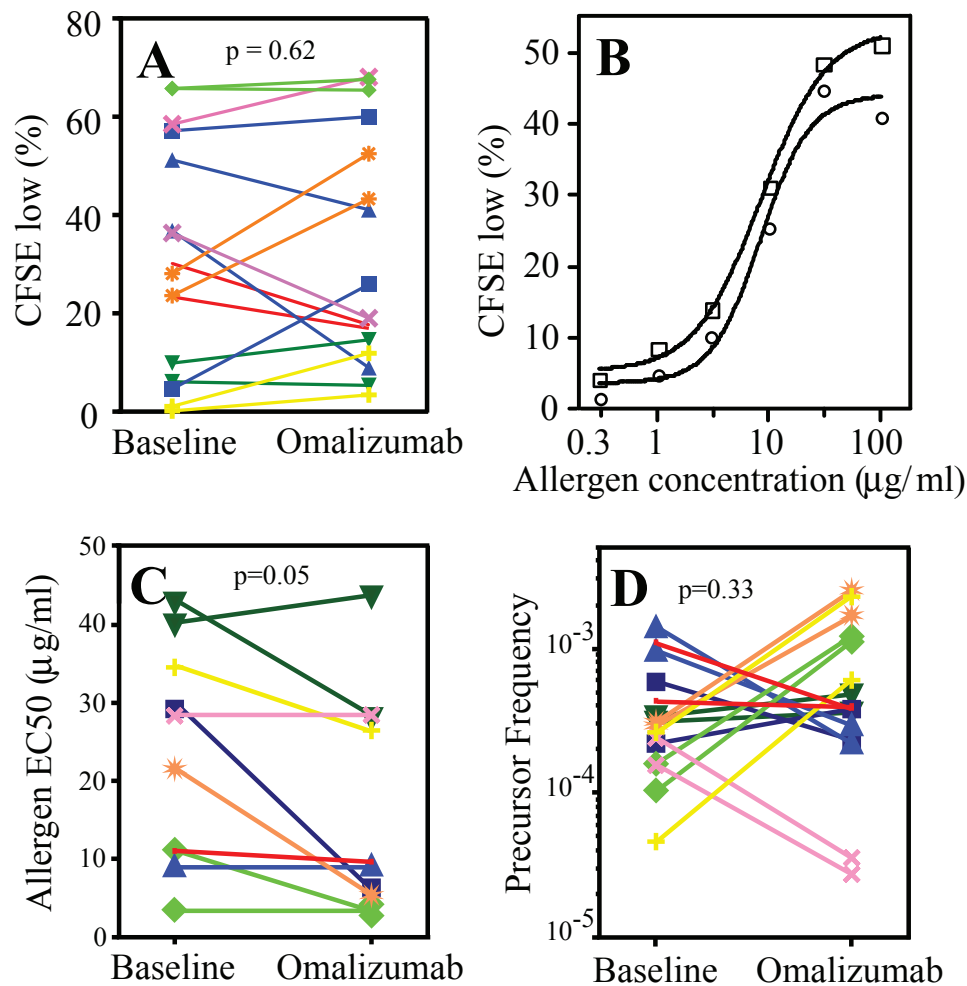 A
p = 0.62
CFSE low (%)
80
60
40
20
0
Baseline Omalizumab
B
CFSE low (%)
50
40
30
20
10
0
0.3 1 10 100
Allergen concentration (μg/ml)
C
p=0.05
Allergen EC50 (μg/ml)
50
40
30
20
10
0
Baseline Omalizumab
D
p=0.33
Precursor Frequency
10⁻³
10⁻⁴
10⁻⁵
Baseline Omalizumab